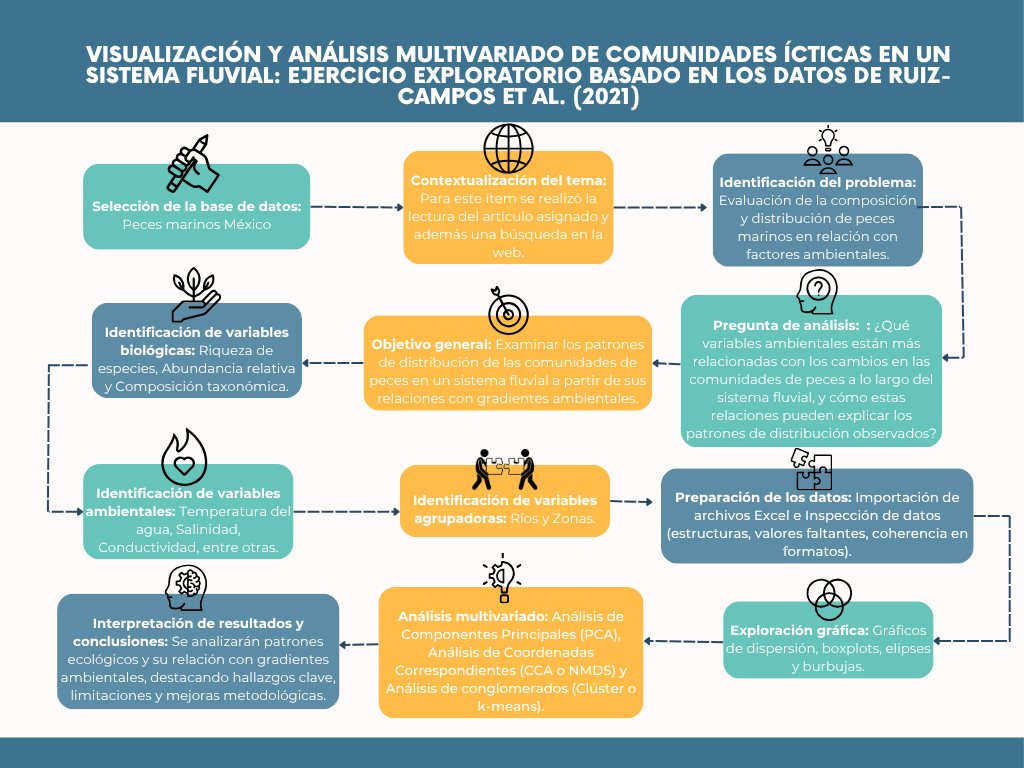 VISUALIZACIÓN Y ANÁLISIS MULTIVARIADO DE COMUNIDADES ÍCTICAS EN UN
SISTEMA FLUVIAL: EJERCICIO EXPLORATORIO BASADO EN LOS DATOS DE RUIZ-
CAMPOS ET AL. (2021)
Selección de la base de datos:
Peces marinos México
Contextualización del tema:
Para este ítem se realizó la
lectura del artículo asignado y
además una búsqueda en la
web.
Identificación del problema:
Evaluación de la composición
y distribución de peces
marinos en relación con
factores ambientales.
Pregunta de análisis:  : ¿Qué
variables ambientales están más
relacionadas con los cambios en las
comunidades de peces a lo largo del
sistema fluvial, y cómo estas
relaciones pueden explicar los
patrones de distribución observados?
Objetivo general: Examinar los patrones
de distribución de las comunidades de
peces en un sistema fluvial a partir de sus
relaciones con gradientes ambientales.
Identificación de variables
biológicas: Riqueza de
especies, Abundancia relativa
y Composición taxonómica.
Identificación de variables
ambientales: Temperatura del
agua, Salinidad,
Conductividad, entre otras.
Identificación de variables
agrupadoras: Ríos y Zonas.
Preparación de los datos: Importación de
archivos Excel e Inspección de datos
(estructuras, valores faltantes, coherencia en
formatos).
Exploración gráfica: Gráficos
de dispersión, boxplots, elipses
y burbujas.
Análisis multivariado: Análisis de
Componentes Principales (PCA),
Análisis de Coordenadas
Correspondientes (CCA o NMDS) y
Análisis de conglomerados (Clúster o
k-means).
Interpretación de resultados y
conclusiones: Se analizarán patrones
ecológicos y su relación con gradientes
ambientales, destacando hallazgos clave,
limitaciones y mejoras metodológicas.